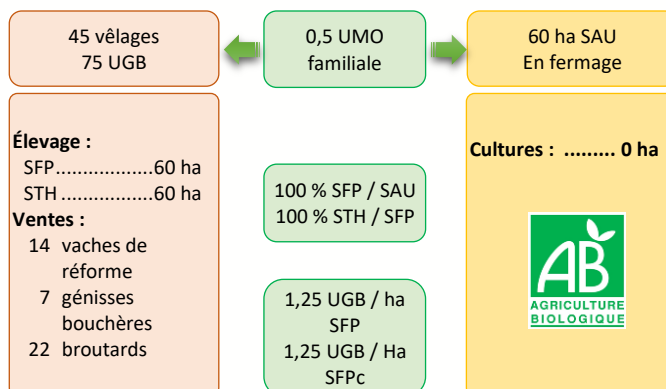 45 vêlages
75 UGB
0,5 UMO
familiale
60 ha SAU
En fermage
Élevage :
SFP...................60 ha
STH ..................60 ha
Ventes :
14 vaches de
réforme
7 génisses
bouchères
22 broutards
100 % SFP / SAU
100 % STH / SFP
1,25 UGB / ha
SFP
1,25 UGB / Ha
SFPc
Cultures : ......... 0 ha
AB
AGRICULTURE
BIOLOGIQUE